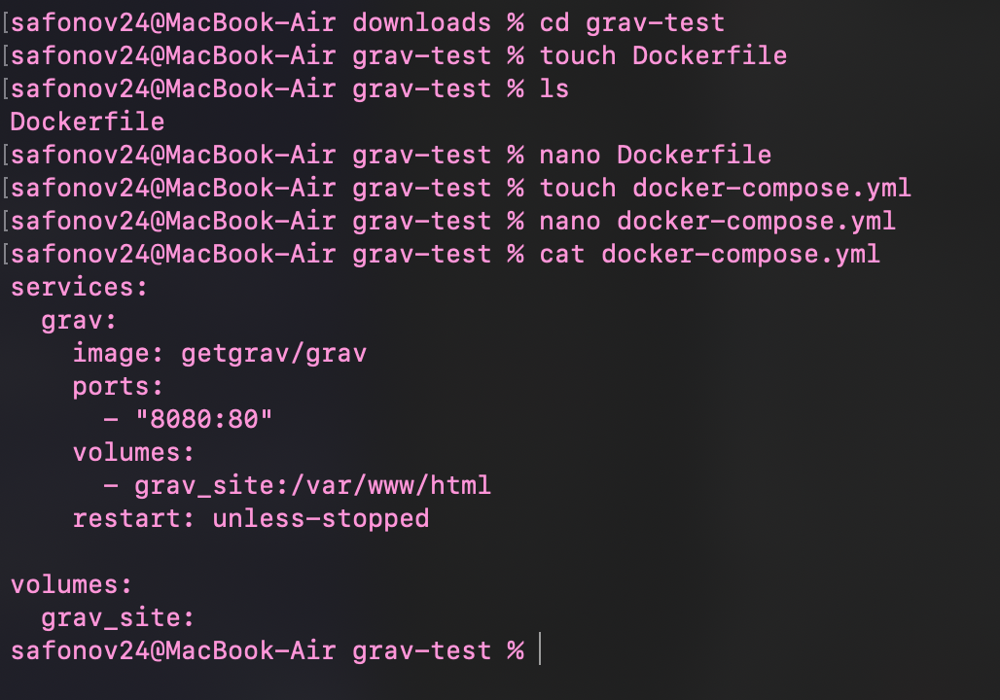 [safonov24@MacBook-Air downloads % cd grav-test
[safonov24@MacBook-Air grav-test % touch Dockerfile
[safonov24@MacBook-Air grav-test % ls
Dockerfile
[safonov24@MacBook-Air grav-test % nano Dockerfile
[safonov24@MacBook-Air grav-test % touch docker-compose.yml
[safonov24@MacBook-Air grav-test % nano docker-compose.yml
[safonov24@MacBook-Air grav-test % cat docker-compose.yml
services:
  grav:
    image: getgrav/grav
    ports:
      - "8080:80"
    volumes:
      - grav_site:/var/www/html
    restart: unless-stopped

volumes:
  grav_site:
safonov24@MacBook-Air grav-test %